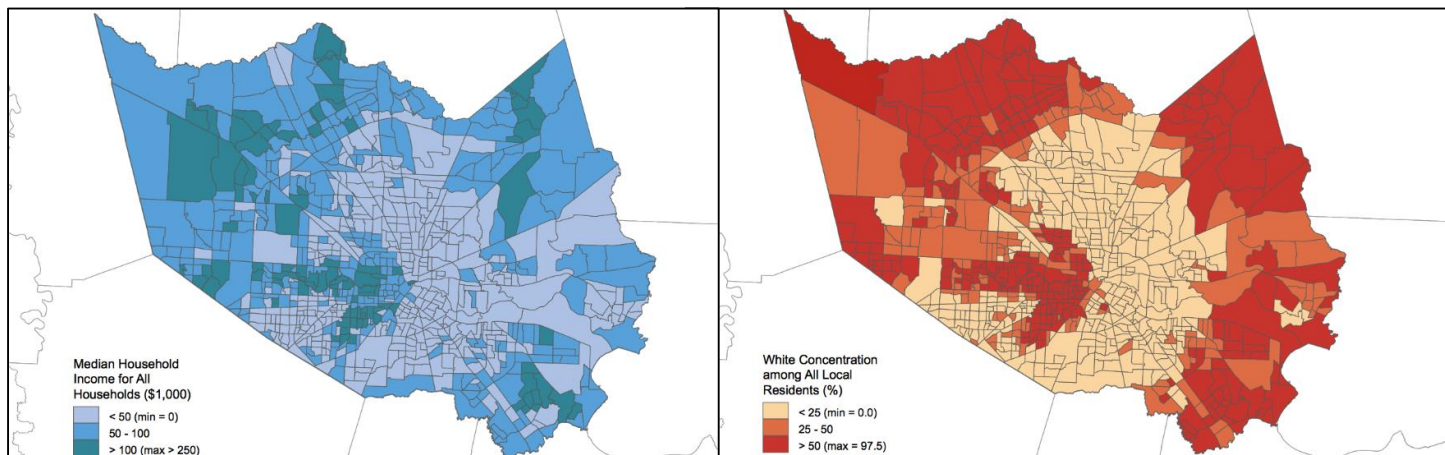 Median Household
Income for All
Households ($1,000)
< 50 (min = 0)
50 - 100
> 100 (max > 250)
White Concentration
among All Local
Residents (%)
< 25 (min = 0.0)
25 - 50
> 50 (max = 97.5)